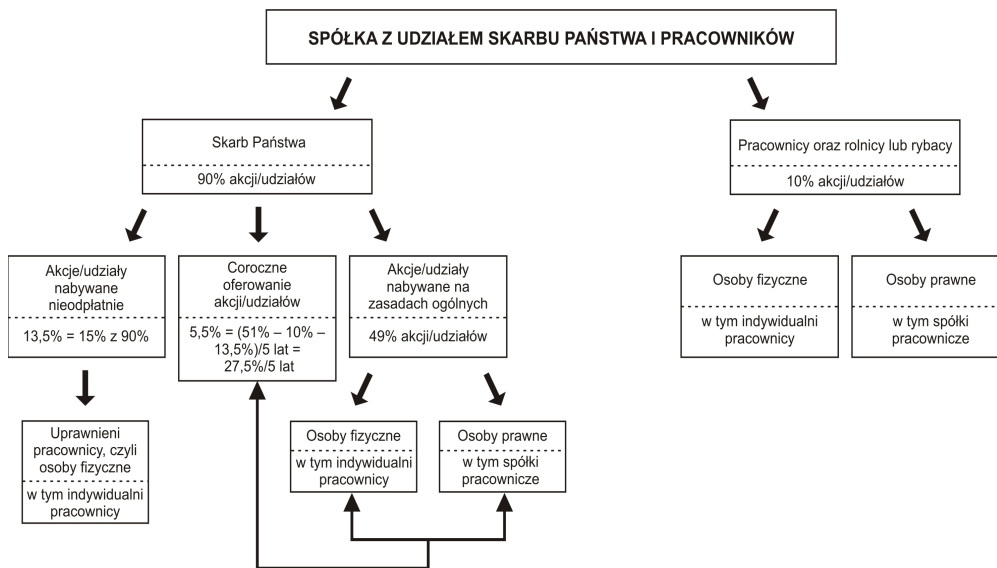 SPÓŁKA Z UDZIAŁEM SKARBU PAŃSTWA I PRACOWNIKÓW
Skarb Państwa
90% akcji/udziałów
Pracownicy oraz rolnicy lub rybacy
10% akcji/udziałów
Akcje/udziały
nabywane
nieodpłatnie
13,5% = 15% z 90%
Coroczne
oferowanie
akcji/udziałów
5,5% = (51% – 10% –
13,5%)/5 lat =
27,5%/5 lat
Akcje/udziały
nabywane na
zasadach ogólnych
49% akcji/udziałów
Osoby fizyczne
w tym indywidualni
pracownicy
Osoby prawne
w tym spółki
pracownicze
Uprawnieni
pracownicy, czyli
osoby fizyczne
w tym indywidualni
pracownicy
Osoby fizyczne
w tym indywidualni
pracownicy
Osoby prawne
w tym spółki
pracownicze